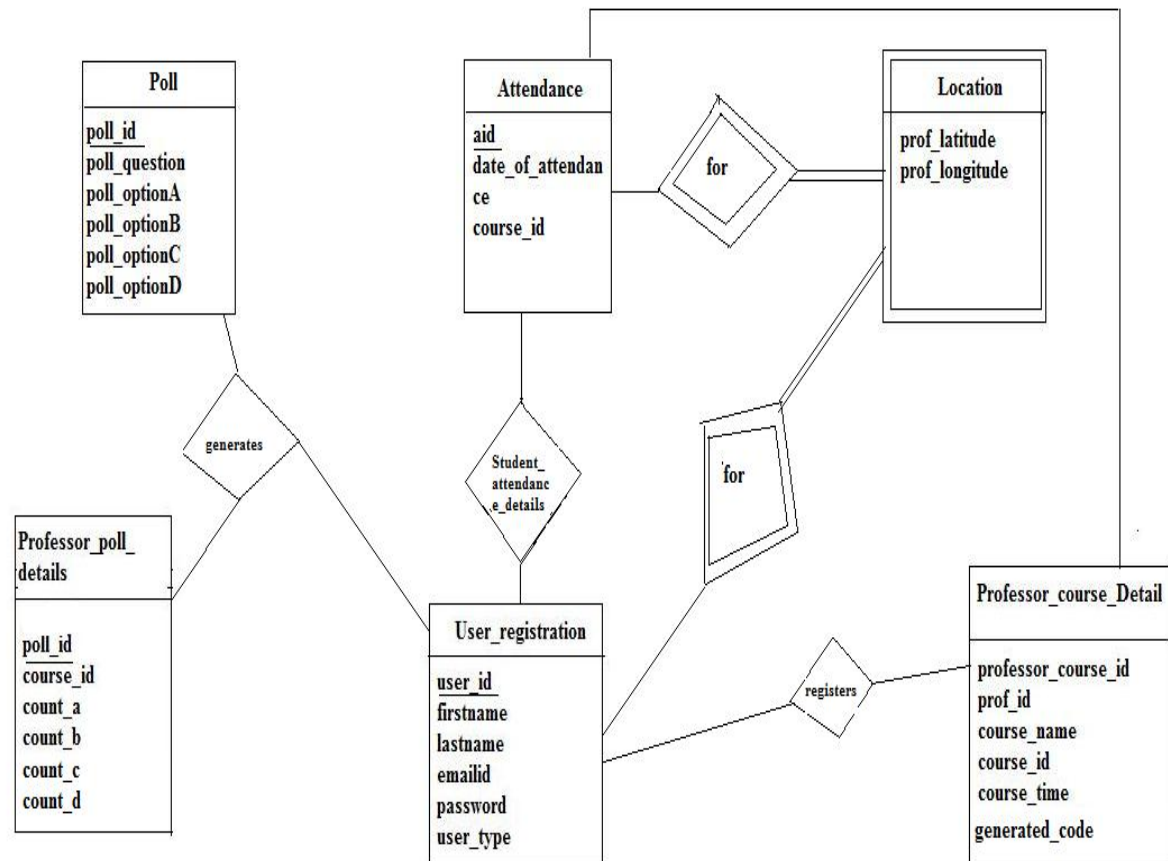 Poll
poll_id
poll_question
poll_optionA
poll_optionB
poll_optionC
poll_optionD
Attendance
aid
date_of_attendan
ce
course_id
for
Location
prof_latitude
prof_longitude
generates
Student_
attendanc
e_details
for
Professor_poll_
details
poll_id
course_id
count_a
count_b
count_c
count_d
User_registration
user_id
firstname
lastname
emailid
password
user_type
registers
Professor_course_Detail
professor_course_id
prof_id
course_name
course_id
course_time
generated_code